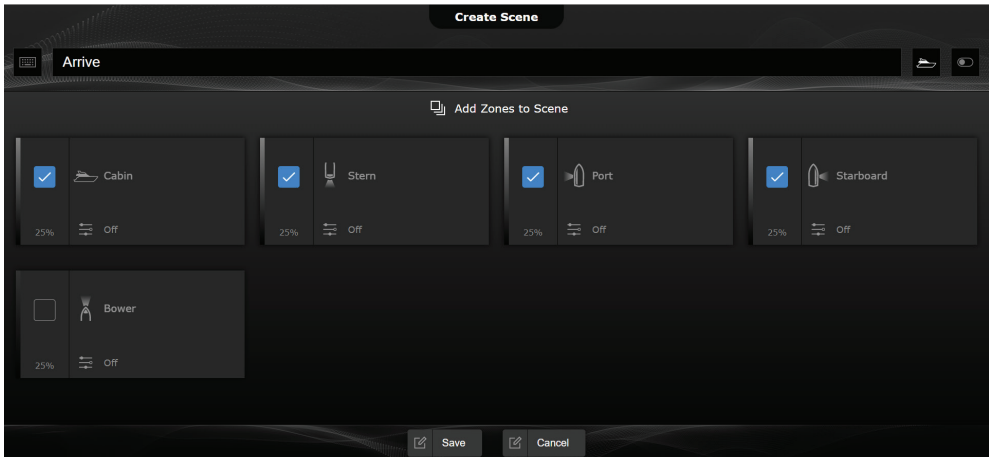 Create Scene
Arrive
Add Zones to Scene
Cabin
25%
Off
Stern
25%
Off
Port
25%
Off
Starboard
25%
Off
Bower
25%
Off
Save
Cancel